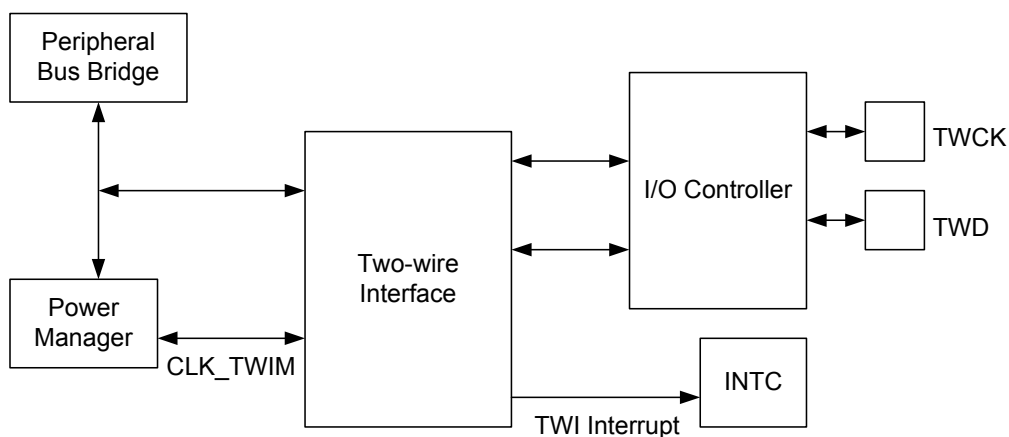 Peripheral
Bus Bridge
TWCK
I/O Controller
TWD
Two-wire
Interface
Power
Manager
CLK_TWIM
INTC
TWI Interrupt